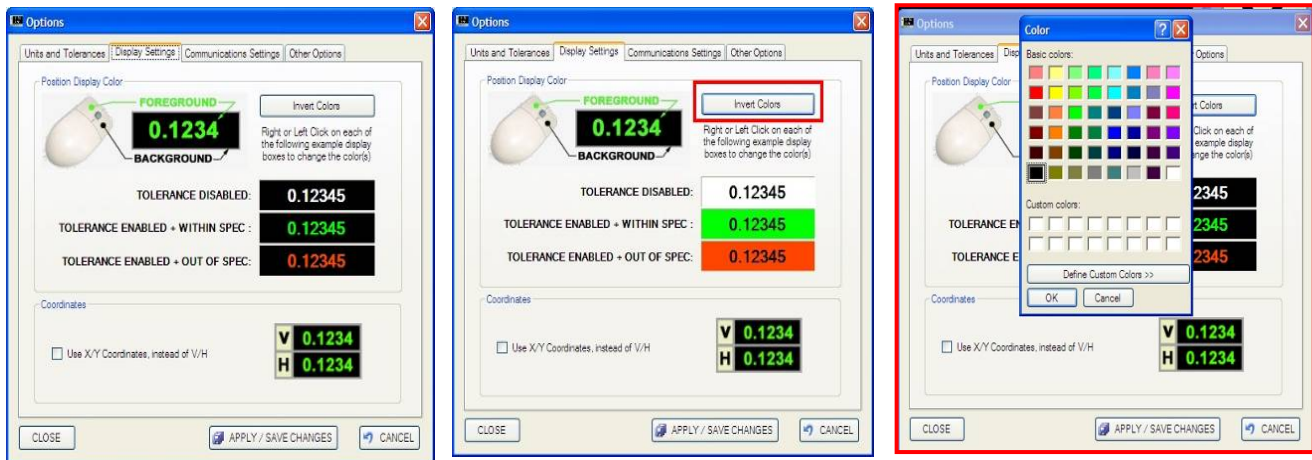 Options
Units and Tolerances Display Settings Communications Settings Other Options
Position Display Color
FOREGROUND
0.1234
BACKGROUND
Invert Colors
Right or Left Click on each of
the following example display
boxes to change the color(s)
TOLERANCE DISABLED: 0.12345
TOLERANCE ENABLED + WITHIN SPEC : 0.12345
TOLERANCE ENABLED + OUT OF SPEC: 0.12345
Coordinates
Use X/Y Coordinates, instead of V/H
V 0.1234
H 0.1234
CLOSE APPLY / SAVE CHANGES CANCEL
Options
Units and Tolerances Display Settings Communications Settings Other Options
Position Display Color
FOREGROUND
0.1234
BACKGROUND
Invert Colors
Right or Left Click on each of
the following example display
boxes to change the color(s)
TOLERANCE DISABLED: 0.12345
TOLERANCE ENABLED + WITHIN SPEC : 0.12345
TOLERANCE ENABLED + OUT OF SPEC: 0.12345
Coordinates
Use X/Y Coordinates, instead of V/H
V 0.1234
H 0.1234
CLOSE APPLY / SAVE CHANGES CANCEL
Options
Units and Tolerances Disp r Options
Position Display Color
rt Colors
Click on each of
example display
ange the color(s)
2345
TOLERANCE EN 2345
TOLERANCE E 2345
Color
Basic colors:
Custom colors:
Define Custom Colors >>
OK Cancel
Coordinates
Use X/Y Coordinates, instead of V/H
V 0.1234
H 0.1234
CLOSE APPLY / SAVE CHANGES CANCEL